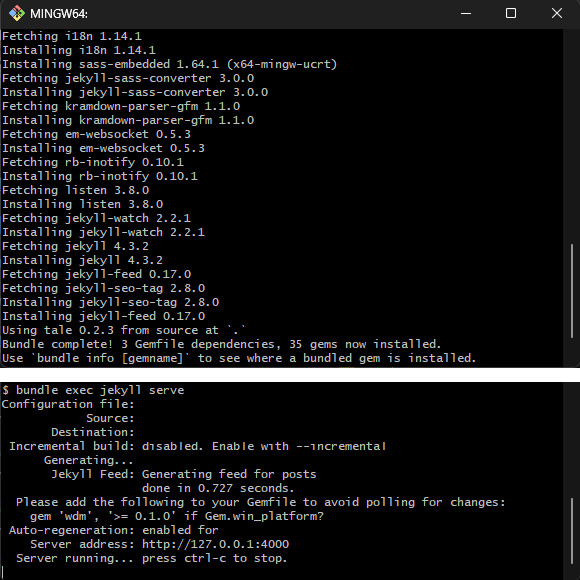 MINGW64:
Fetching i18n 1.14.1
Installing i18n 1.14.1
Installing sass-embedded 1.64.1 (x64-mingw-ucrt)
Fetching jekyll-sass-converter 3.0.0
Installing jekyll-sass-converter 3.0.0
Fetching kramdown-parser-gfm 1.1.0
Installing kramdown-parser-gfm 1.1.0
Fetching em-websocket 0.5.3
Installing em-websocket 0.5.3
Fetching rb-inotify 0.10.1
Installing rb-inotify 0.10.1
Fetching listen 3.8.0
Installing listen 3.8.0
Fetching jekyll-watch 2.2.1
Installing jekyll-watch 2.2.1
Fetching jekyll 4.3.2
Installing jekyll 4.3.2
Fetching jekyll-feed 0.17.0
Fetching jekyll-seo-tag 2.8.0
Installing jekyll-seo-tag 2.8.0
Installing jekyll-feed 0.17.0
Using tale 0.2.3 from source at `.`
Bundle complete! 3 Gemfile dependencies, 35 gems now installed.
Use `bundle info [gemname]` to see where a bundled gem is installed.
$ bundle exec jekyll serve
Configuration file:
Source:
Destination:
Incremental build: disabled. Enable with --incremental
Generating...
Jekyll Feed: Generating feed for posts
done in 0.727 seconds.
Please add the following to your Gemfile to avoid polling for changes:
gem 'wdm', '>= 0.1.0' if Gem.win_platform?
Auto-regeneration: enabled for
Server address: http://127.0.0.1:4000
Server running... press ctrl-c to stop.